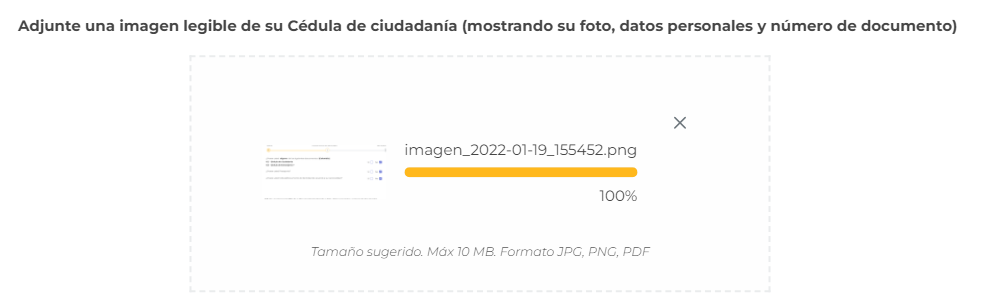 Adjunte una imagen legible de su Cédula de ciudadanía (mostrando su foto, datos personales y número de documento)
imagen_2022-01-19_155452.png
100%
Tamaño sugerido. Máx 10 MB. Formato JPG, PNG, PDF